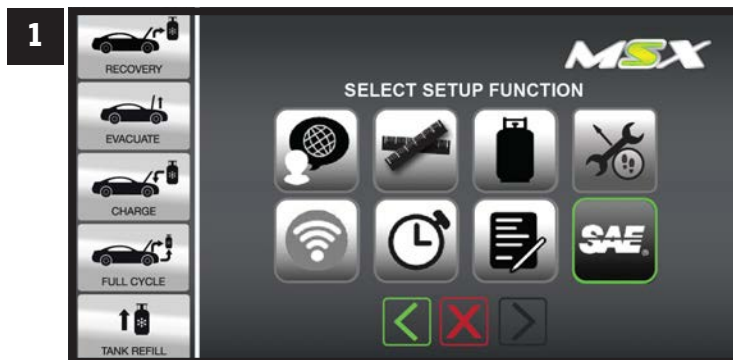 1
RECOVERY
EVACUATE
CHARGE
FULL CYCLE
TANK REFILL
MSX
SELECT SETUP FUNCTION
SAE®